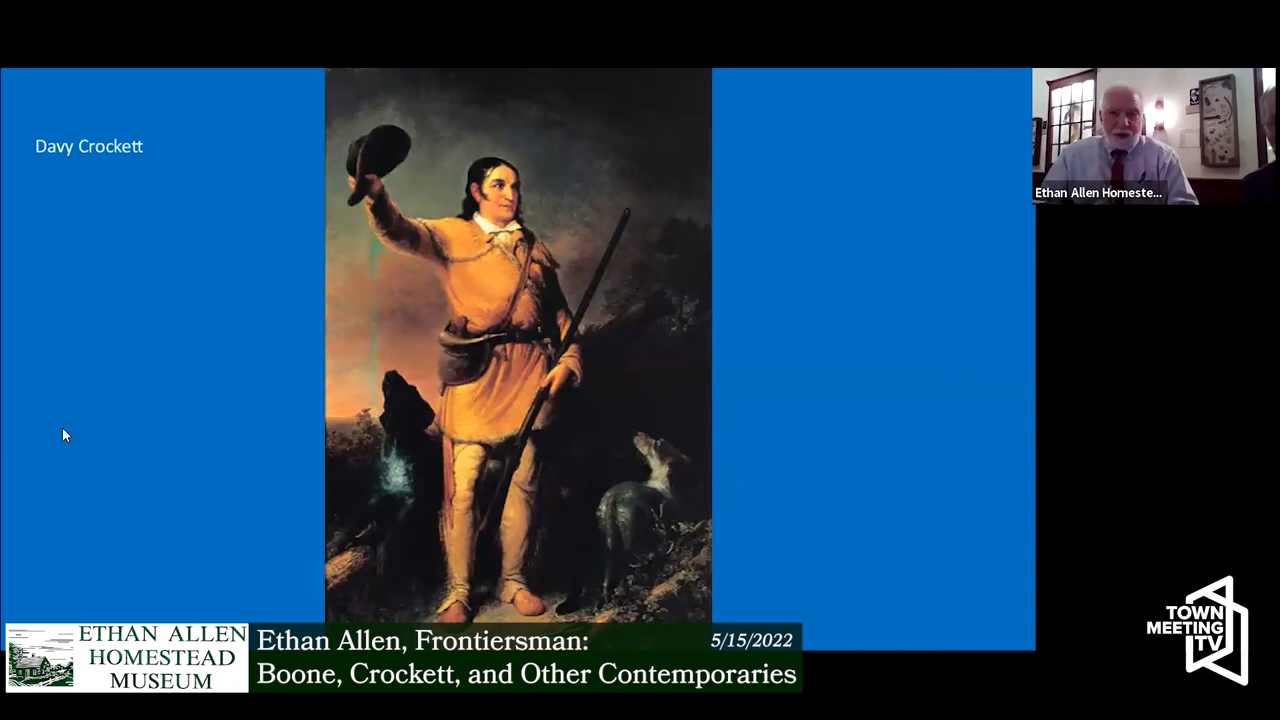 Davy Crockett
Ethan Allen Homeste...
ETHAN ALLEN
HOMESTEAD
MUSEUM
Ethan Allen, Frontiersman:
5/15/2022
Boone, Crockett, and Other Contemporaries
TOWN
MEETING
TV